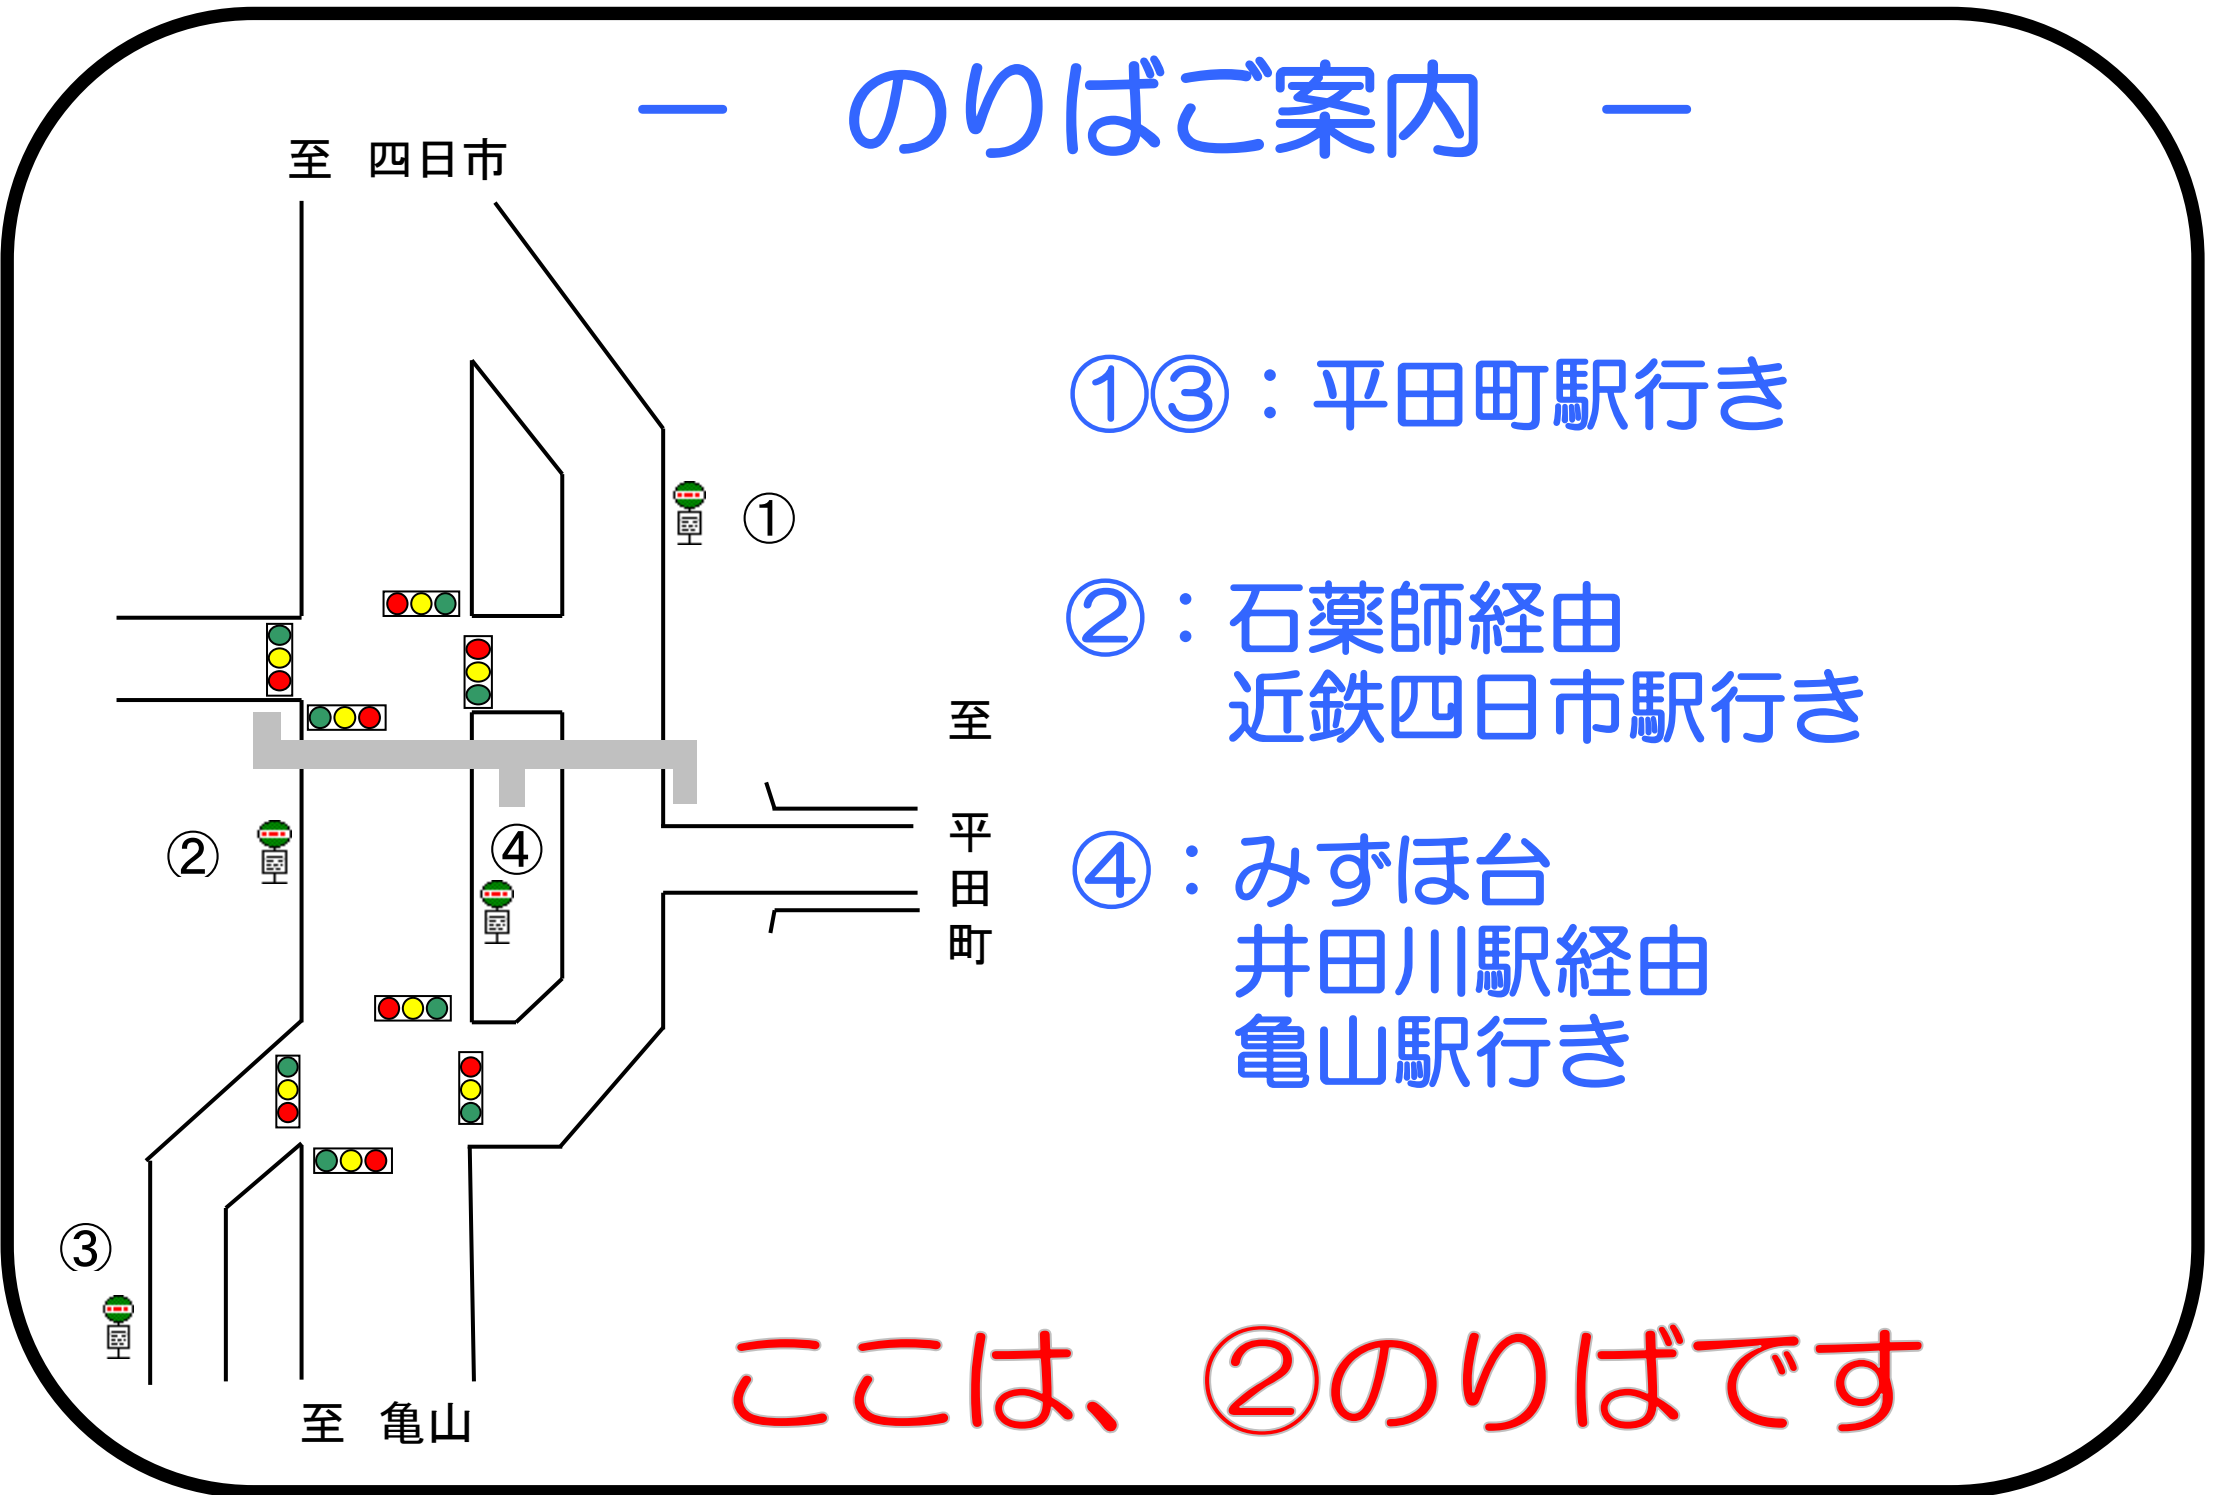 ― のりばご案内 ―
至 四日市
①③：平田町駅行き
①
②：石薬師経由
近鉄四日市駅行き
至 平田町
②
④
④：みずほ台
井田川駅経由
亀山駅行き
③
ここは、②のりばです
至 亀山